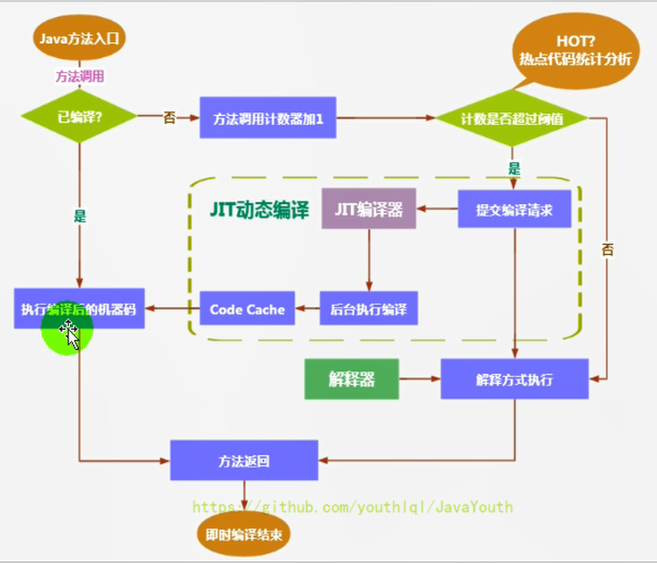 Java方法入口
HOT?
热点代码统计分析
方法调用
已编译?
否
方法调用计数器加1
计数是否超过阈值
是
JIT动态编译
JIT编译器
提交编译请求
是
否
执行编译后的机器码
Code Cache
后台执行编译
解释器
解释方式执行
方法返回
https://github.com/youthlql/JavaYouth
即时编译结束